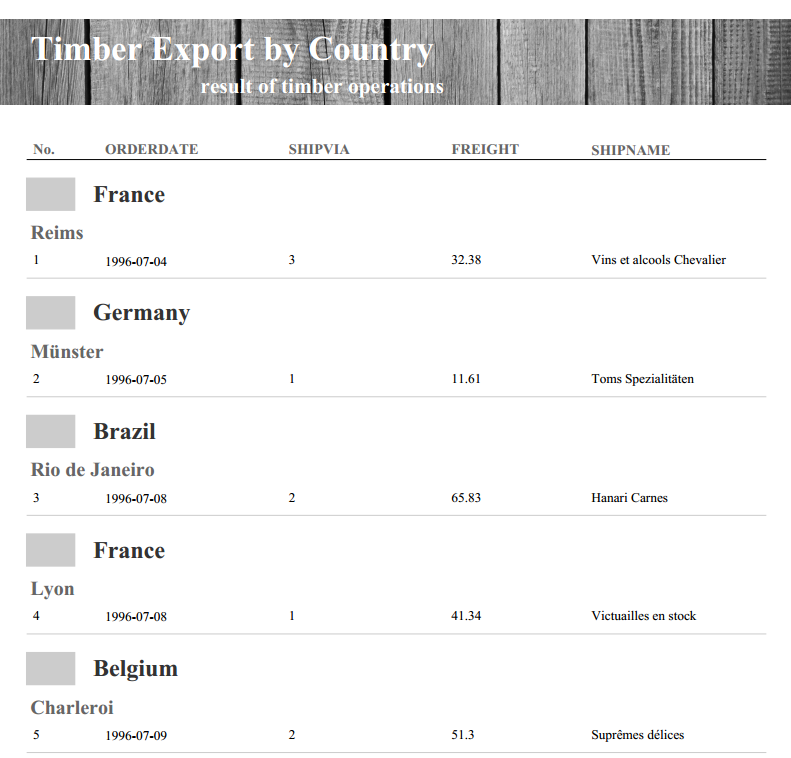 Timber Export by Country
result of timber operations
No. ORDERDATE SHIPVIA FREIGHT SHIPNAME
France
Reims
1 1996-07-04 3 32.38 Vins et alcools Chevalier
Germany
Münster
2 1996-07-05 1 11.61 Toms Spezialitäten
Brazil
Rio de Janeiro
3 1996-07-08 2 65.83 Hanari Carnes
France
Lyon
4 1996-07-08 1 41.34 Victuailles en stock
Belgium
Charleroi
5 1996-07-09 2 51.3 Suprêmes délices